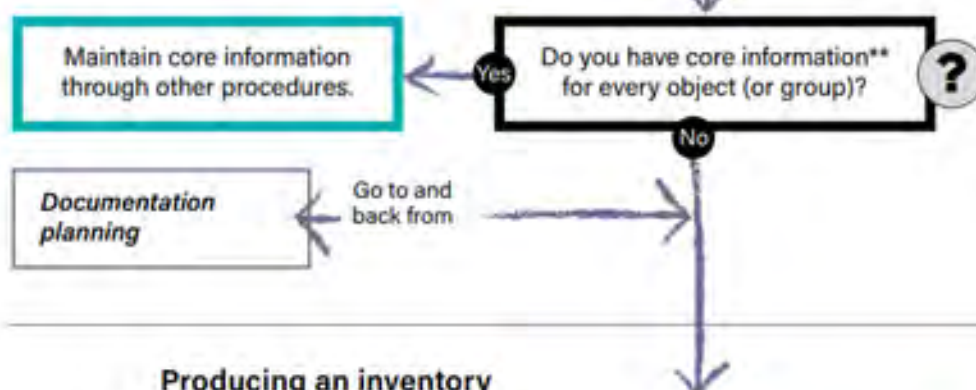 Maintain core information
through other procedures.
Yes
Do you have core information**
for every object (or group)?
?
No
Documentation
planning
Go to and
back from
Producing an inventory